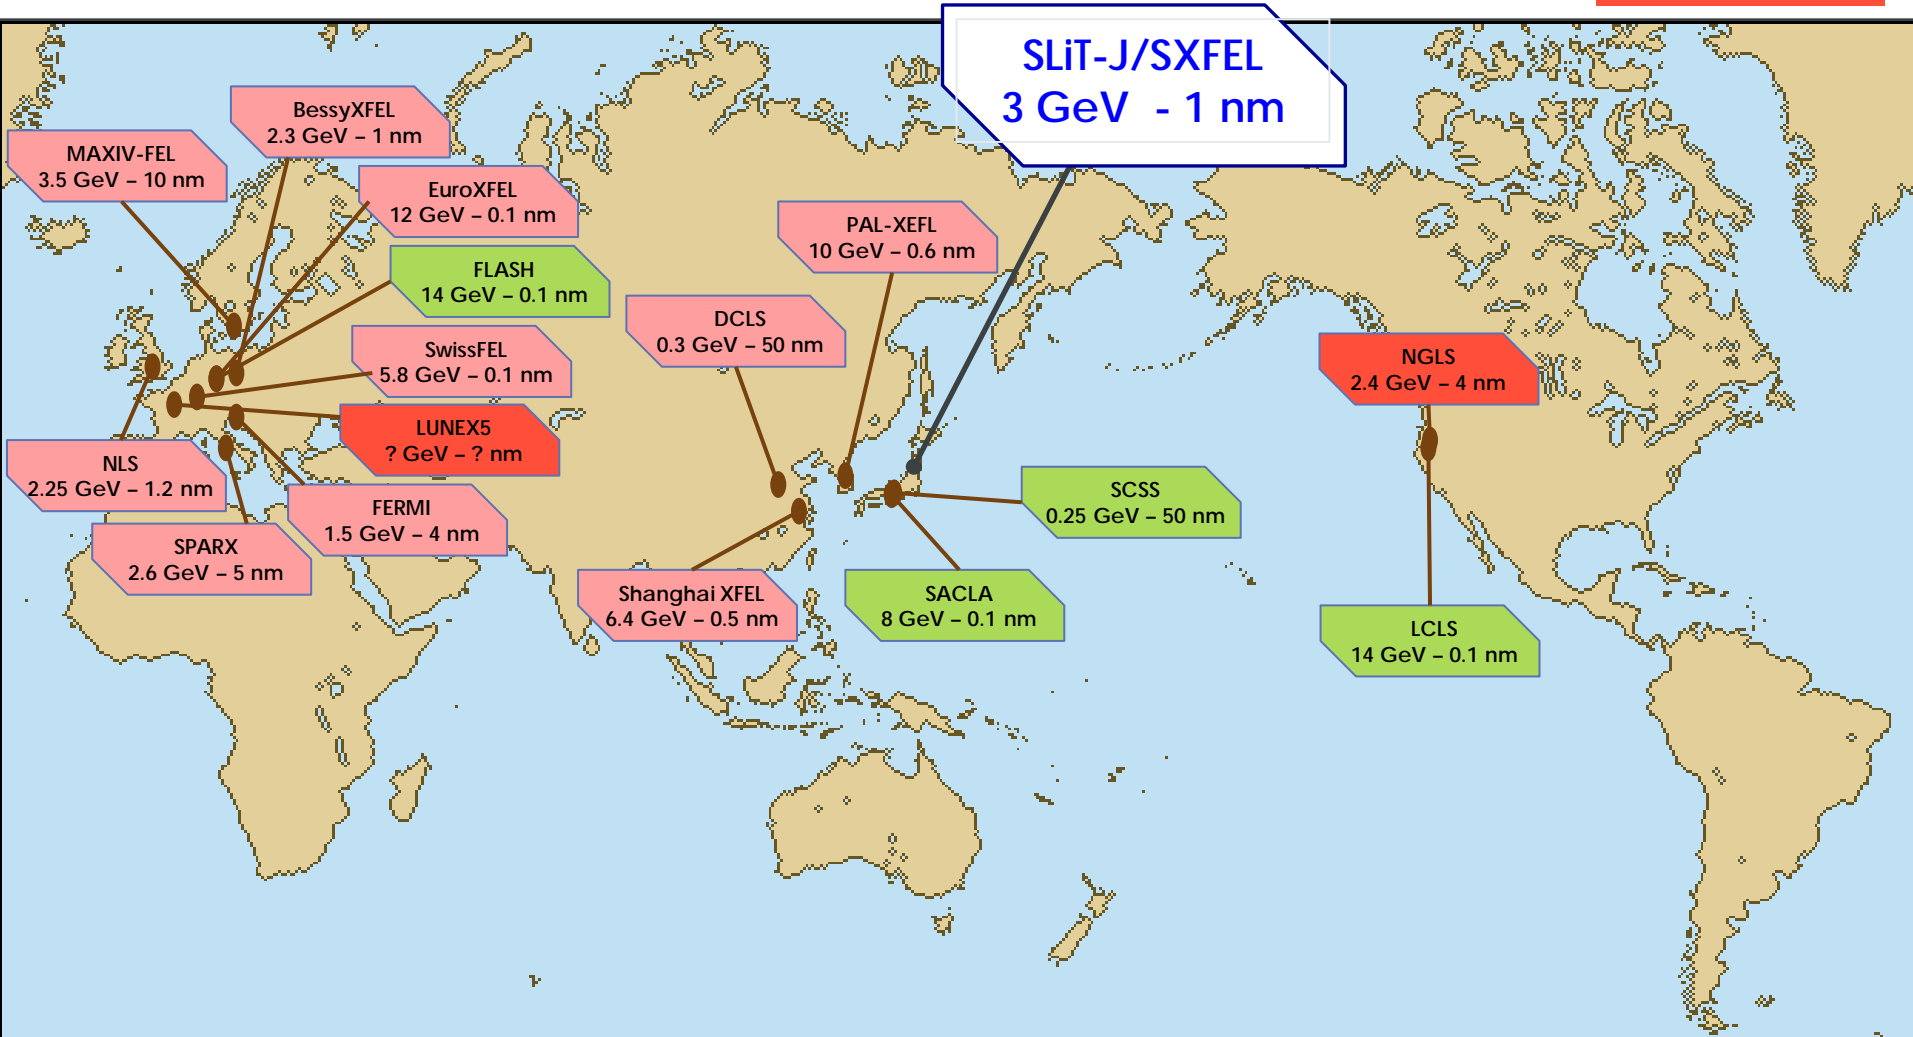 SLiT-J/SXFEL
3 GeV - 1 nm
BessyXFEL
2.3 GeV – 1 nm
MAXIV-FEL
3.5 GeV – 10 nm
EuroXFEL
12 GeV – 0.1 nm
PAL-XEFL
10 GeV – 0.6 nm
FLASH
14 GeV – 0.1 nm
DCLS
0.3 GeV – 50 nm
SwissFEL
5.8 GeV – 0.1 nm
NGLS
2.4 GeV – 4 nm
LUNEX5
? GeV – ? nm
NLS
2.25 GeV – 1.2 nm
SCSS
0.25 GeV – 50 nm
FERMI
1.5 GeV – 4 nm
SPARX
2.6 GeV – 5 nm
Shanghai XFEL
6.4 GeV – 0.5 nm
SACLA
8 GeV – 0.1 nm
LCLS
14 GeV – 0.1 nm